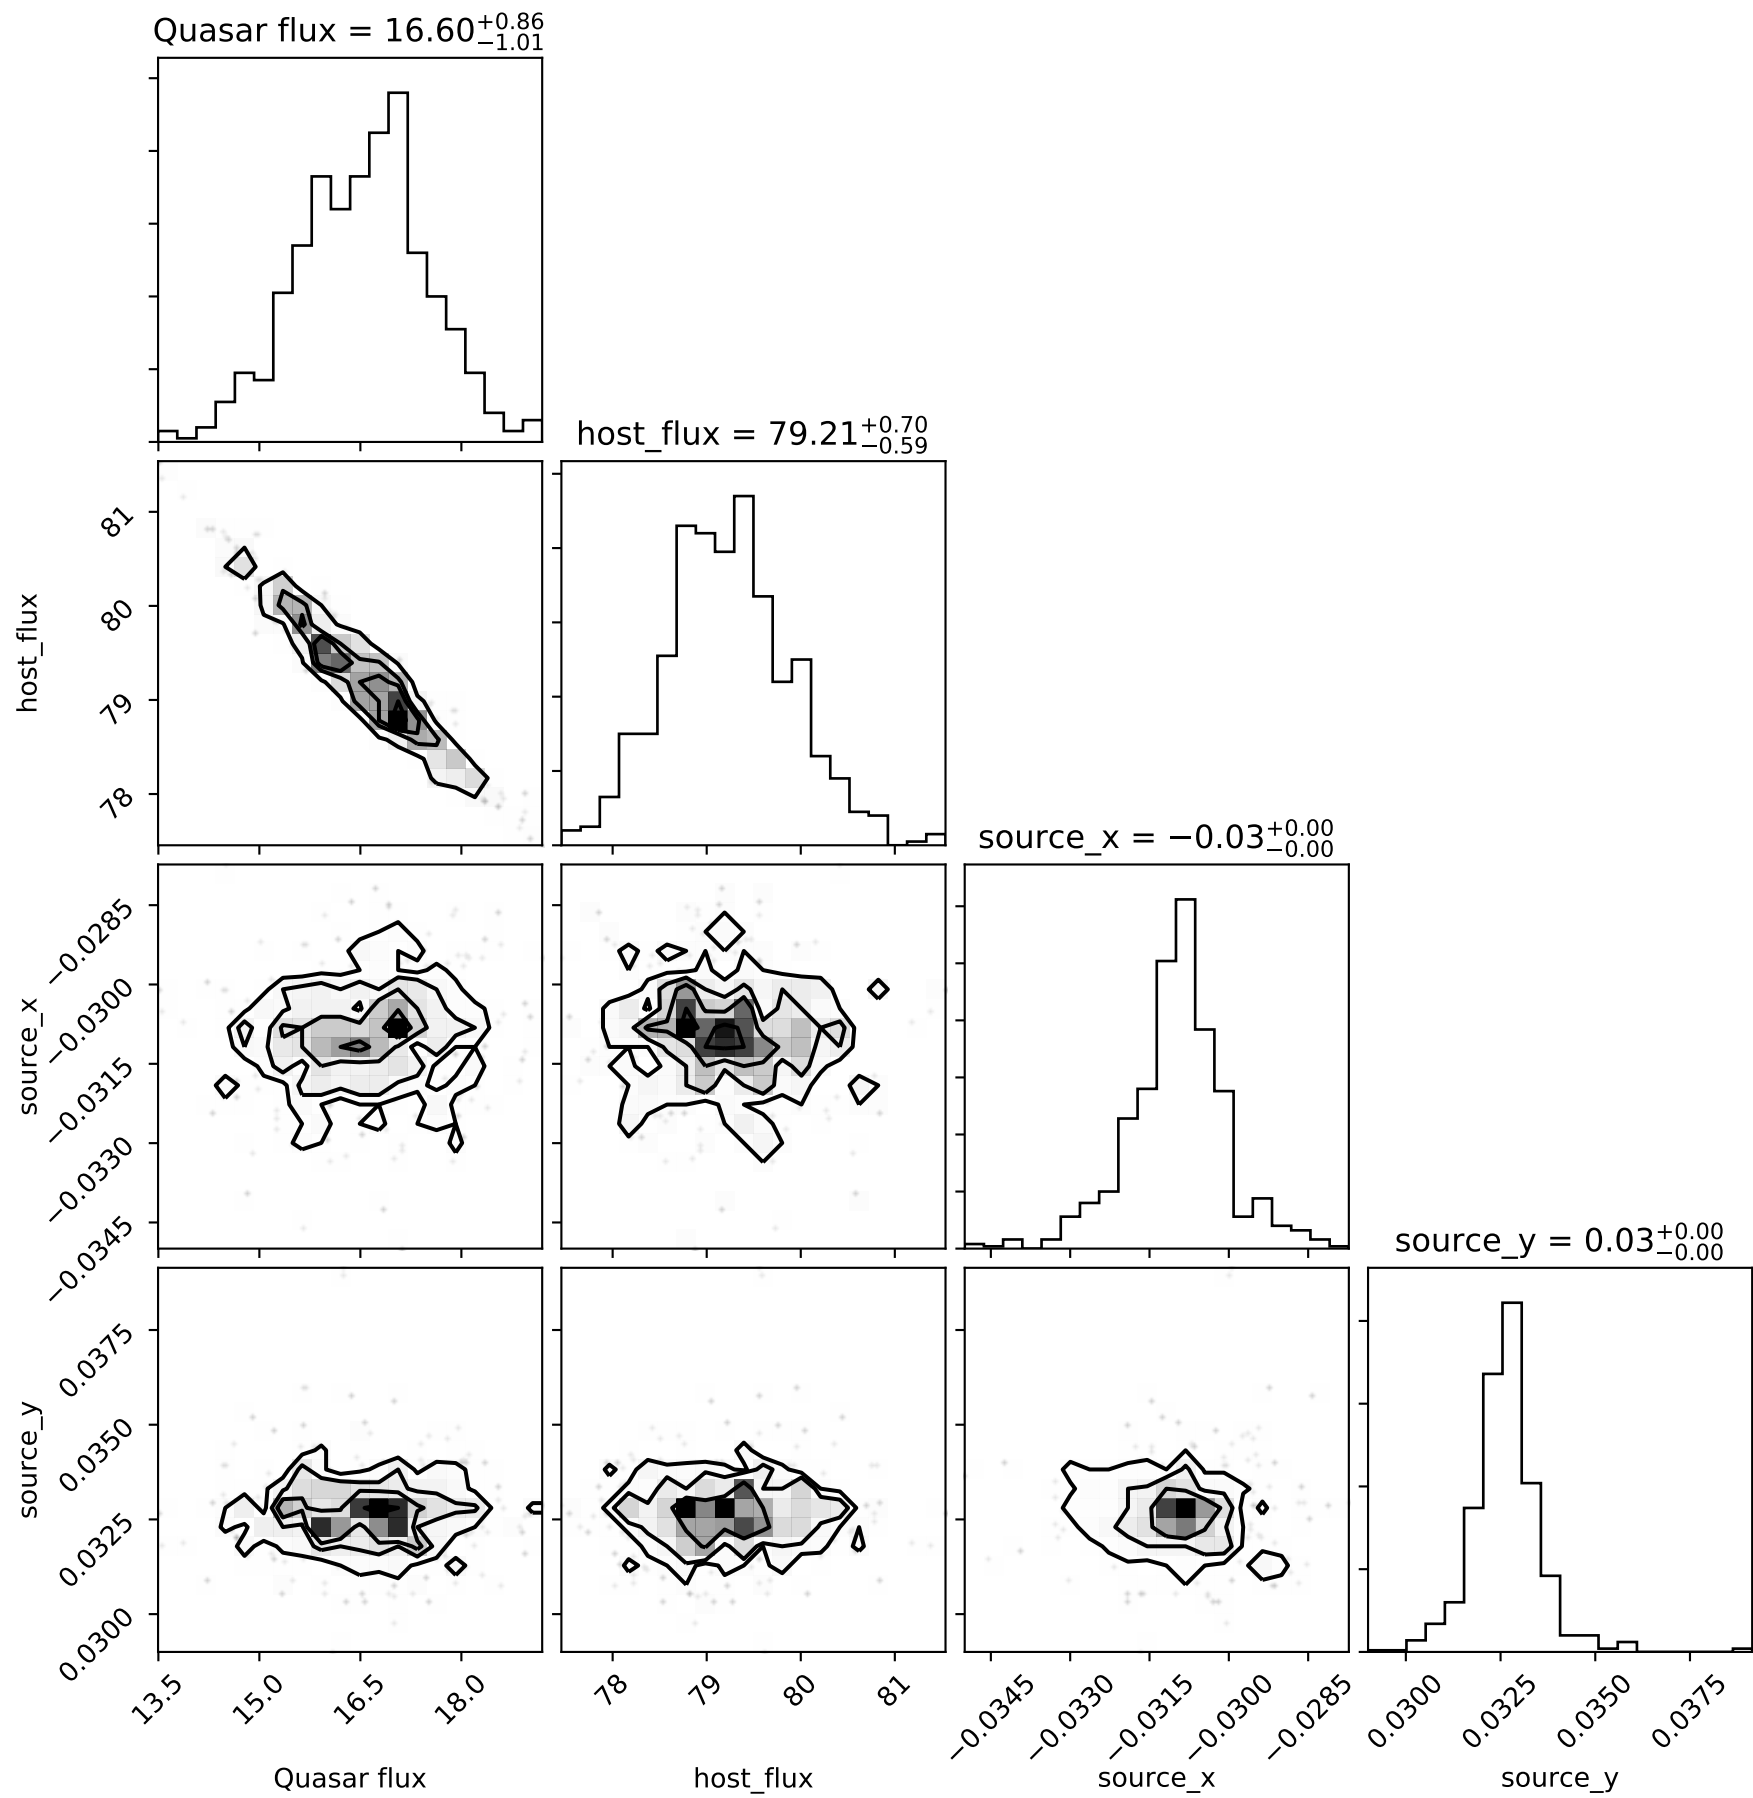 Quasar flux = 16.60+0.86−1.01
host_flux = 79.21+0.70−0.59
81
80
79
78
host_flux
source_x = −0.03+0.00−0.00
−0.0285
−0.0300
−0.0315
−0.0330
−0.0345
source_x
source_y = 0.03+0.00−0.00
0.0375
0.0350
0.0325
0.0300
source_y
13.5 15.0 16.5 18.0
78 79 80 81
−0.0345 −0.0330 −0.0315 −0.0300 −0.0285
0.0300 0.0325 0.0350 0.0375
Quasar flux
host_flux
source_x
source_y